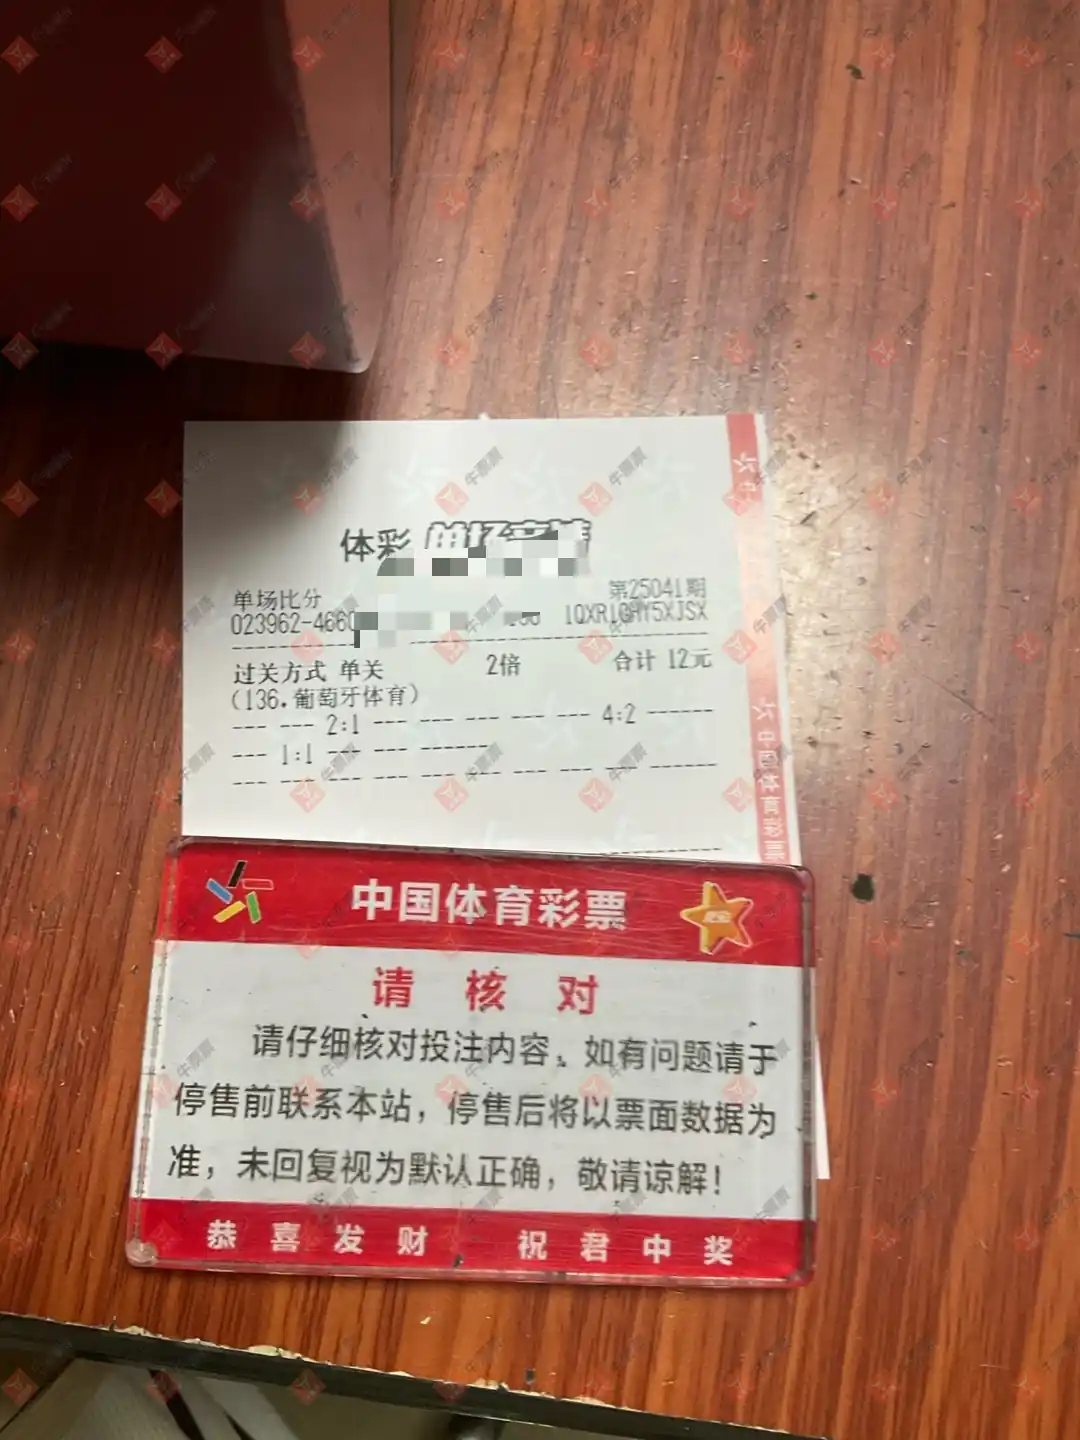 体彩 单场竞猜
单场比分 第25041期
023962-4660 1QXR1GHY5XJSX
过关方式 单关 2倍 合计 12元
(136.葡萄牙体育)
--- --- 2:1 --- --- --- --- --- 4:2 ------
--- 1:1 --- --- ------
--- --- --- --- --- --- --- --- --- ------
中国体育彩票
中国体育彩票
请核对
请仔细核对投注内容。如有问题请于
停售前联系本站，停售后将以票面数据为
准，未回复视为默认正确，敬请谅解！
恭喜发财 祝君中奖